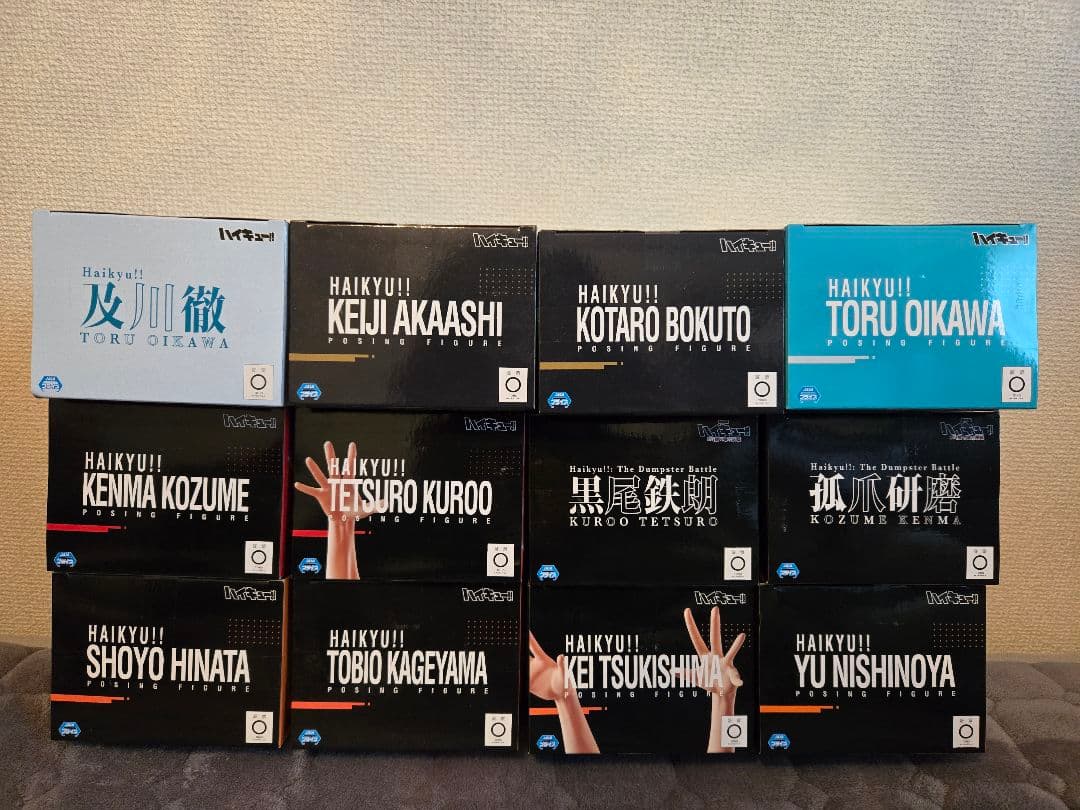 ハイキュー!!
Haikyu!!
及川徹
TORU OIKAWA
ハイキュー!!
HAIKYU!!
KEIJI AKAASHI
POSING FIGURE
ハイキュー!!
HAIKYU!!
KOTARO BOKUTO
POSING FIGURE
ハイキュー!!
HAIKYU!!
TORU OIKAWA
POSING FIGURE
ハイキュー!!
HAIKYU!!
KENMA KOZUME
POSING FIGURE
HAIKYU!!
TETSURO KUROO
POSING FIGURE
ハイキュー!!
Haikyu!!: The Dumpster Battle
黒尾鉄朗
KUROO TETSURO
ハイキュー!!
Haikyu!!: The Dumpster Battle
孤爪研磨
KOZUME KENMA
ハイキュー!!
HAIKYU!!
SHOYO HINATA
POSING FIGURE
ハイキュー!!
HAIKYU!!
TOBIO KAGEYAMA
POSING FIGURE
ハイキュー!!
HAIKYU!!
KEI TSUKISHIMA
POSING FIGURE
ハイキュー!!
HAIKYU!!
YU NISHINOYA
POSING FIGURE